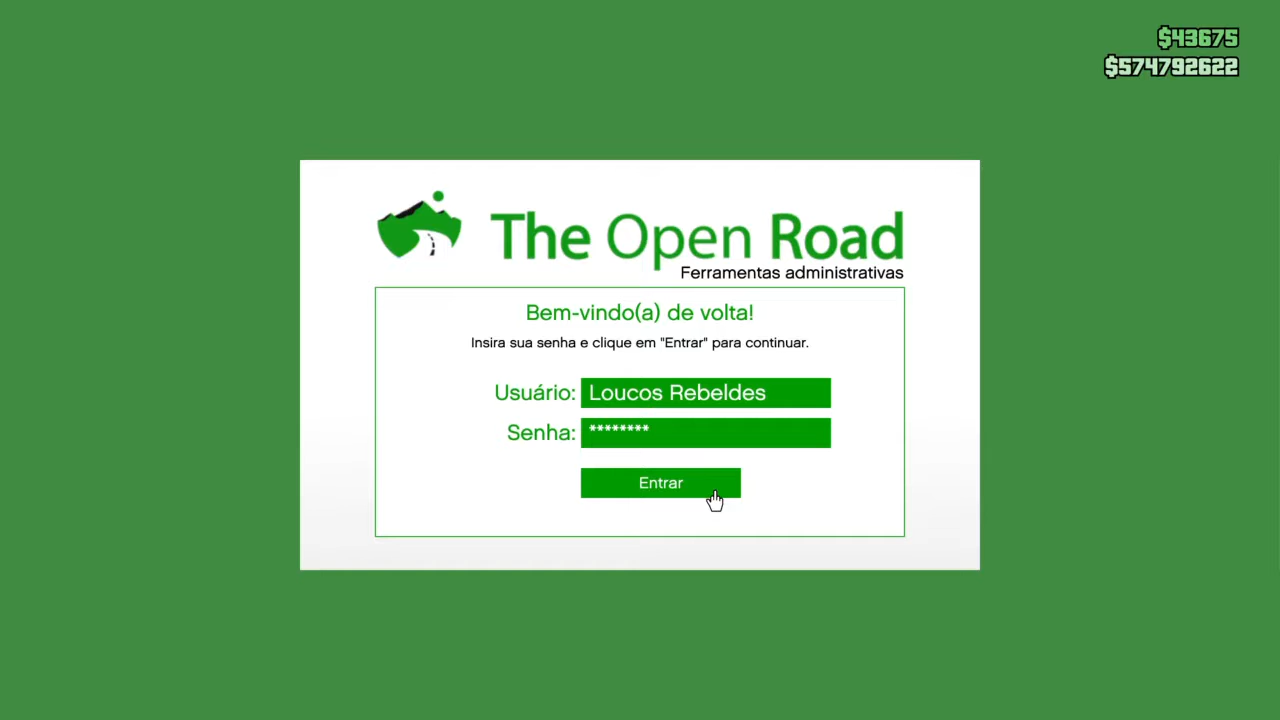 $43675
$574792622
The Open Road
Ferramentas administrativas
Bem-vindo(a) de volta!
Insira sua senha e clique em "Entrar" para continuar.
Usuário: Loucos Rebeldes
Senha: ********
Entrar